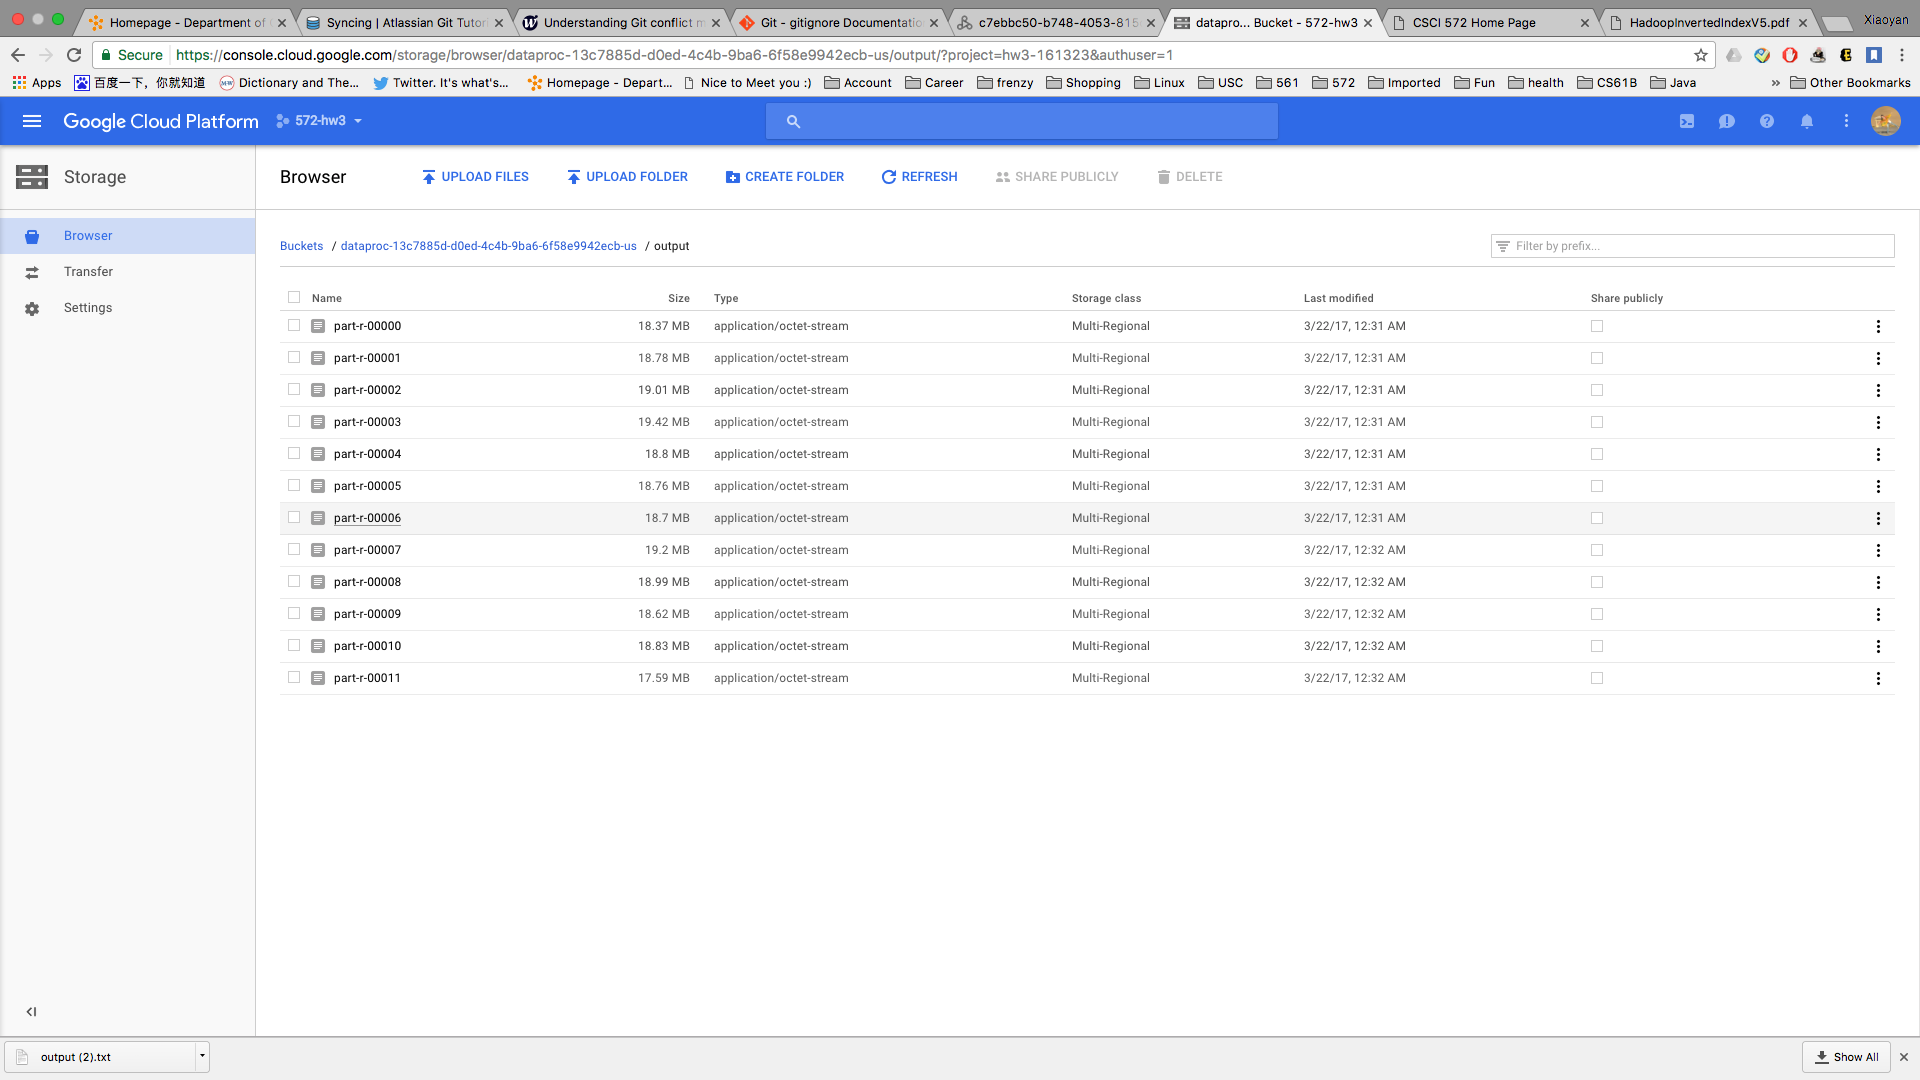 Homepage - Department of
Syncing | Atlassian Git Tutori
Understanding Git conflict m
Git - gitignore Documentatio
c7ebbc50-b748-4053-815
datapro... Bucket - 572-hw3
CSCI 572 Home Page
HadoopInvertedIndexV5.pdf
Xiaoyan
Secure https://console.cloud.google.com/storage/browser/dataproc-13c7885d-d0ed-4c4b-9ba6-6f58e9942ecb-us/output/?project=hw3-161323&authuser=1
Apps 百度一下，你就知道 Dictionary and The... Twitter. It's what's... Homepage - Depart... Nice to Meet you :) Account Career frenzy Shopping Linux USC 561 572 Imported Fun health CS61B Java » Other Bookmarks
Google Cloud Platform 572-hw3
Storage
Browser
Transfer
Settings
Browser UPLOAD FILES UPLOAD FOLDER CREATE FOLDER REFRESH SHARE PUBLICLY DELETE
Buckets / dataproc-13c7885d-d0ed-4c4b-9ba6-6f58e9942ecb-us / output
Filter by prefix...
Name Size Type Storage class Last modified Share publicly
part-r-00000 18.37 MB application/octet-stream Multi-Regional 3/22/17, 12:31 AM
part-r-00001 18.78 MB application/octet-stream Multi-Regional 3/22/17, 12:31 AM
part-r-00002 19.01 MB application/octet-stream Multi-Regional 3/22/17, 12:31 AM
part-r-00003 19.42 MB application/octet-stream Multi-Regional 3/22/17, 12:31 AM
part-r-00004 18.8 MB application/octet-stream Multi-Regional 3/22/17, 12:31 AM
part-r-00005 18.76 MB application/octet-stream Multi-Regional 3/22/17, 12:31 AM
part-r-00006 18.7 MB application/octet-stream Multi-Regional 3/22/17, 12:31 AM
part-r-00007 19.2 MB application/octet-stream Multi-Regional 3/22/17, 12:32 AM
part-r-00008 18.99 MB application/octet-stream Multi-Regional 3/22/17, 12:32 AM
part-r-00009 18.62 MB application/octet-stream Multi-Regional 3/22/17, 12:32 AM
part-r-00010 18.83 MB application/octet-stream Multi-Regional 3/22/17, 12:32 AM
part-r-00011 17.59 MB application/octet-stream Multi-Regional 3/22/17, 12:32 AM
output (2).txt
Show All